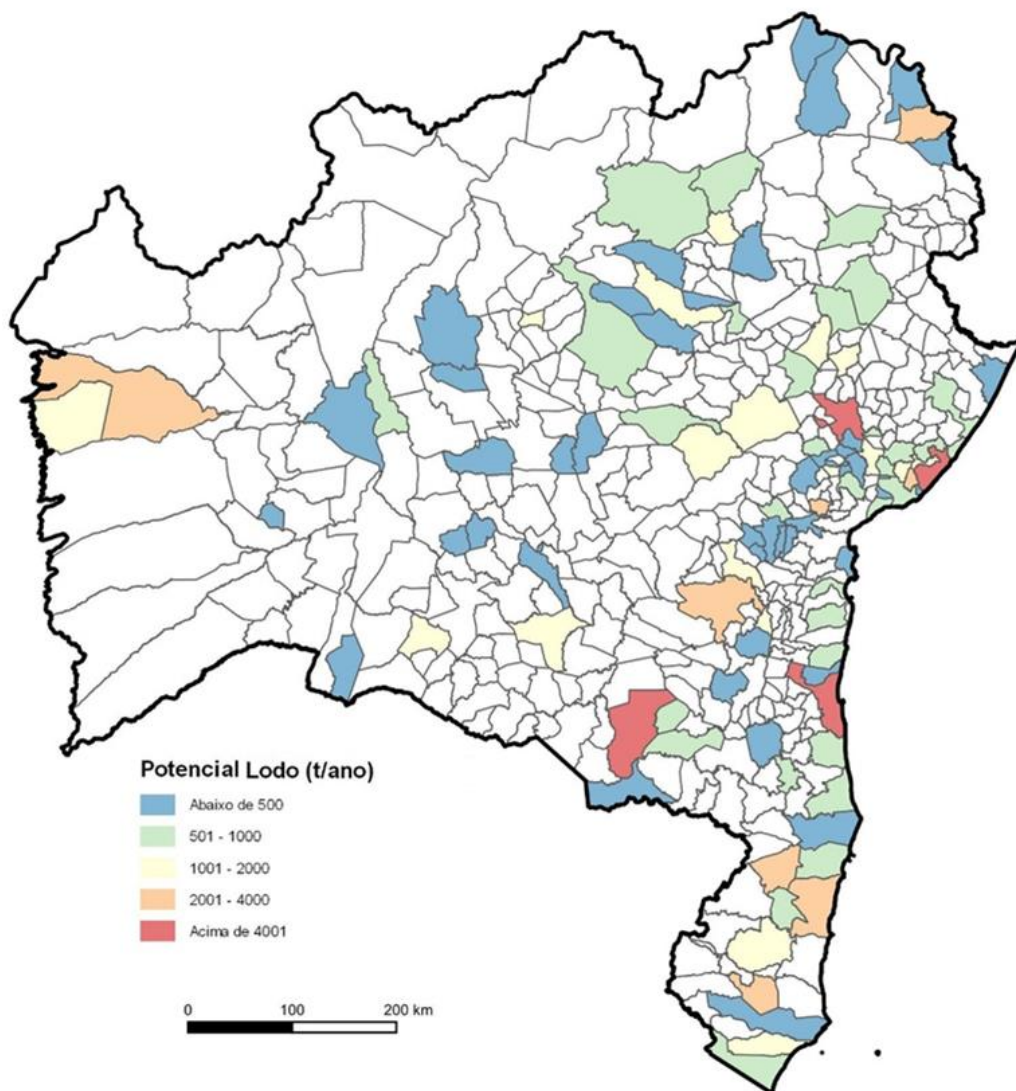 Potencial Lodo (t/ano)
Abaixo de 500
501 - 1000
1001 - 2000
2001 - 4000
Acima de 4001
0 100 200 km